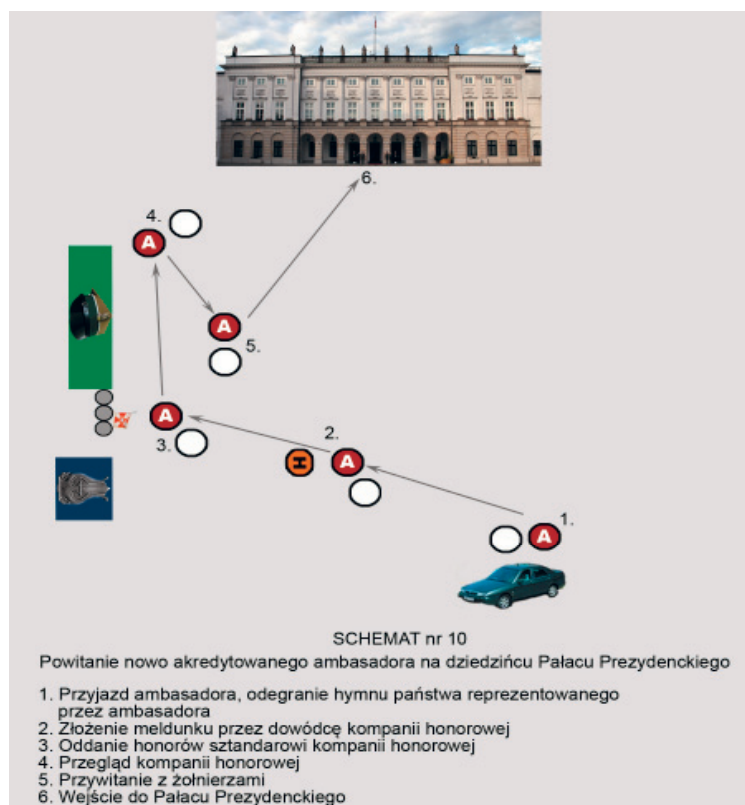 6.
4.
A
A
5.
A
3.
2.
H
A
1.
A
SCHEMAT nr 10
Powitanie nowo akredytowanego ambasadora na dziedzińcu Pałacu Prezydenckiego
1. Przyjazd ambasadora, odegranie hymnu państwa reprezentowanego
przez ambasadora
2. Złożenie meldunku przez dowódcę kompanii honorowej
3. Oddanie honorów sztandarowi kompanii honorowej
4. Przegląd kompanii honorowej
5. Przywitanie z żołnierzami
6. Wejście do Pałacu Prezydenckiego